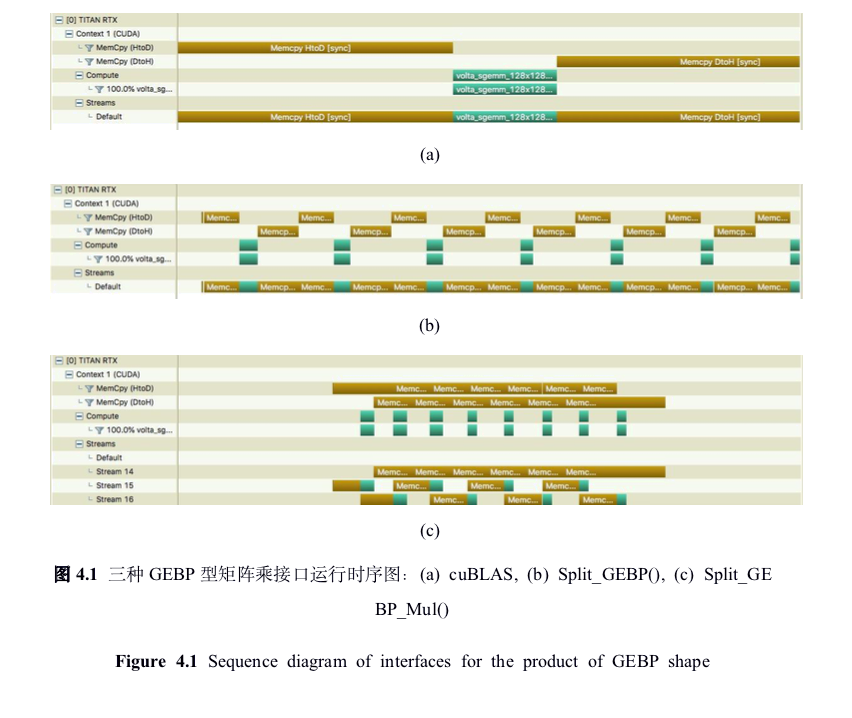 [0] TITAN RTX
Context 1 (CUDA)
MemCpy (HtoD) Memcpy HtoD [sync]
MemCpy (DtoH) Memcpy DtoH [sync]
Compute volta_sgemm_128x128...
100.0% volta_sg... volta_sgemm_128x128...
Streams
Default Memcpy HtoD [sync] volta_sgemm_128x128... Memcpy DtoH [sync]
(a)
[0] TITAN RTX
Context 1 (CUDA)
MemCpy (HtoD) Memc... Memc... Memc... Memc... Memc... Memc... Memc...
MemCpy (DtoH) Memcp... Memcp... Memcp... Memcp... Memcp... Memcp...
Compute
100.0% volta_sg...
Streams
Default Memc... Memcp... Memc... Memcp... Memc... Memcp... Memc... Memcp... Memc... Memcp... Memc... Memcp... Memc...
(b)
[0] TITAN RTX
Context 1 (CUDA)
MemCpy (HtoD) Memc... Memc... Memc... Memc... Memc... Memc...
MemCpy (DtoH) Memc... Memc... Memc... Memc... Memc... Memc...
Compute
100.0% volta_sg...
Streams
Default
Stream 14 Memc... Memc... Memc... Memc... Memc... Memc...
Stream 15 Memc... Memc... Memc...
Stream 16 Memc... Memc... Memc...
(c)
图 4.1 三种 GEBP 型矩阵乘接口运行时序图：(a) cuBLAS, (b) Split_GEBP(), (c) Split_GE
BP_Mul()
Figure 4.1 Sequence diagram of interfaces for the product of GEBP shape